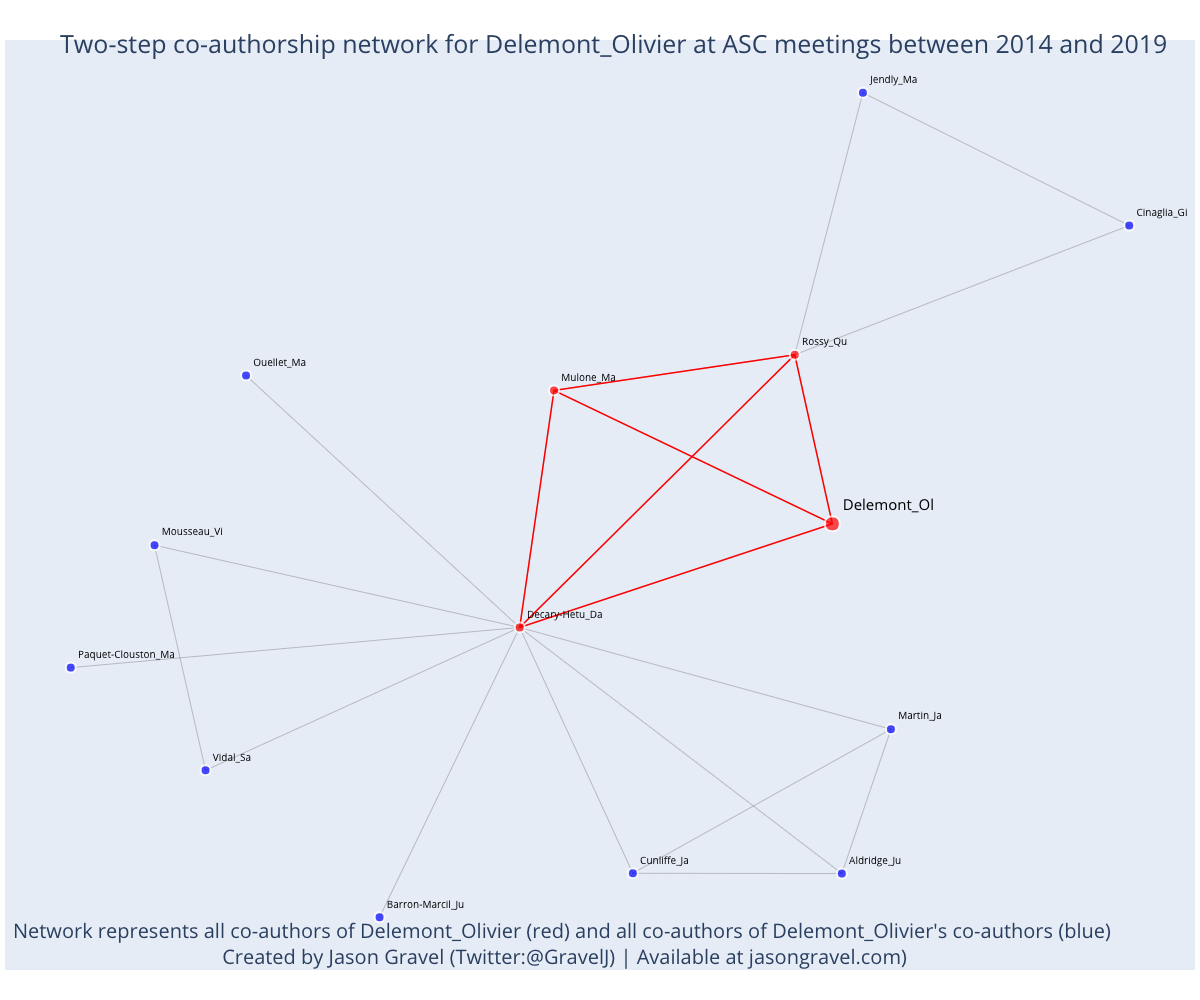 Two-step co-authorship network for Delemont_Olivier at ASC meetings between 2014 and 2019
Jendly_Ma
Cinaglia_Gi
Rossy_Qu
Ouellet_Ma
Mulone_Ma
Delemont_Ol
Mousseau_Vi
Decary-Hetu_Da
Paquet-Clouston_Ma
Martin_Ja
Vidal_Sa
Cunliffe_Ja
Aldridge_Ju
Barron-Marcil_Ju
Network represents all co-authors of Delemont_Olivier (red) and all co-authors of Delemont_Olivier's co-authors (blue)
Created by Jason Gravel (Twitter:@GravelJ) | Available at jasongravel.com)